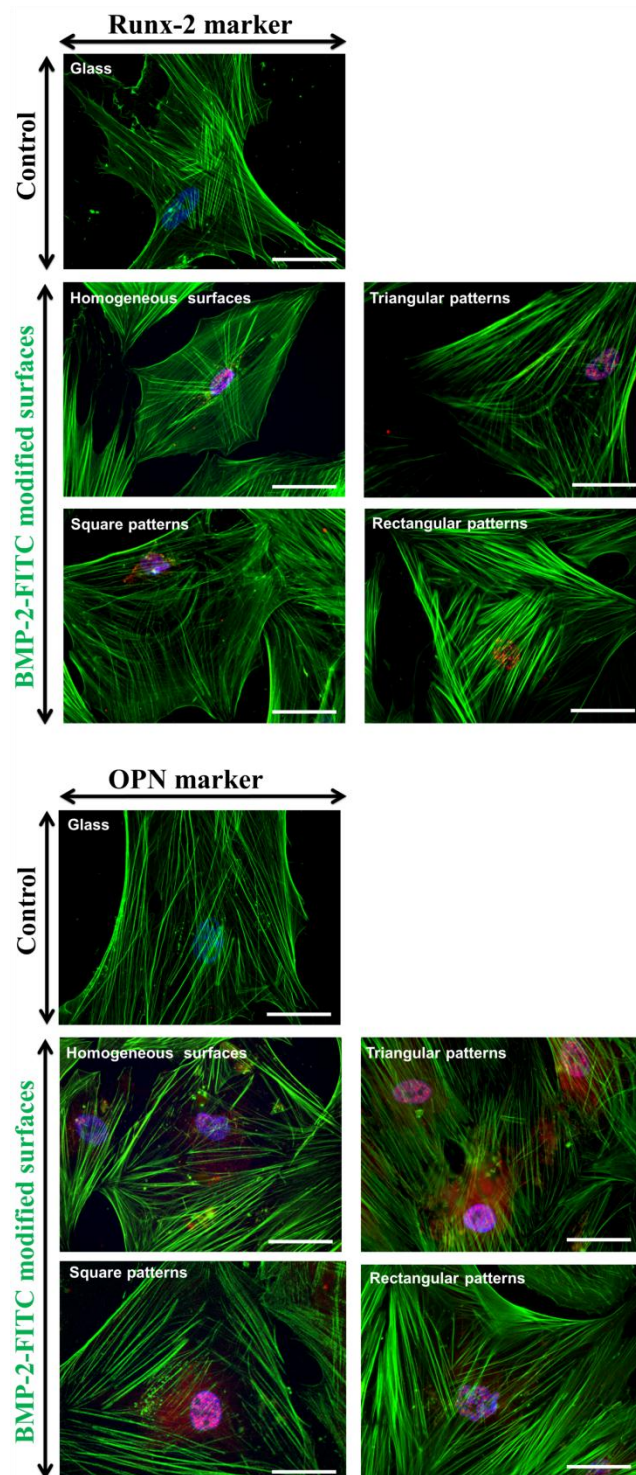 Runx-2 marker
Control
Glass
BMP-2-FITC modified surfaces
Homogeneous surfaces
Triangular patterns
Square patterns
Rectangular patterns
OPN marker
Control
Glass
BMP-2-FITC modified surfaces
Homogeneous surfaces
Triangular patterns
Square patterns
Rectangular patterns